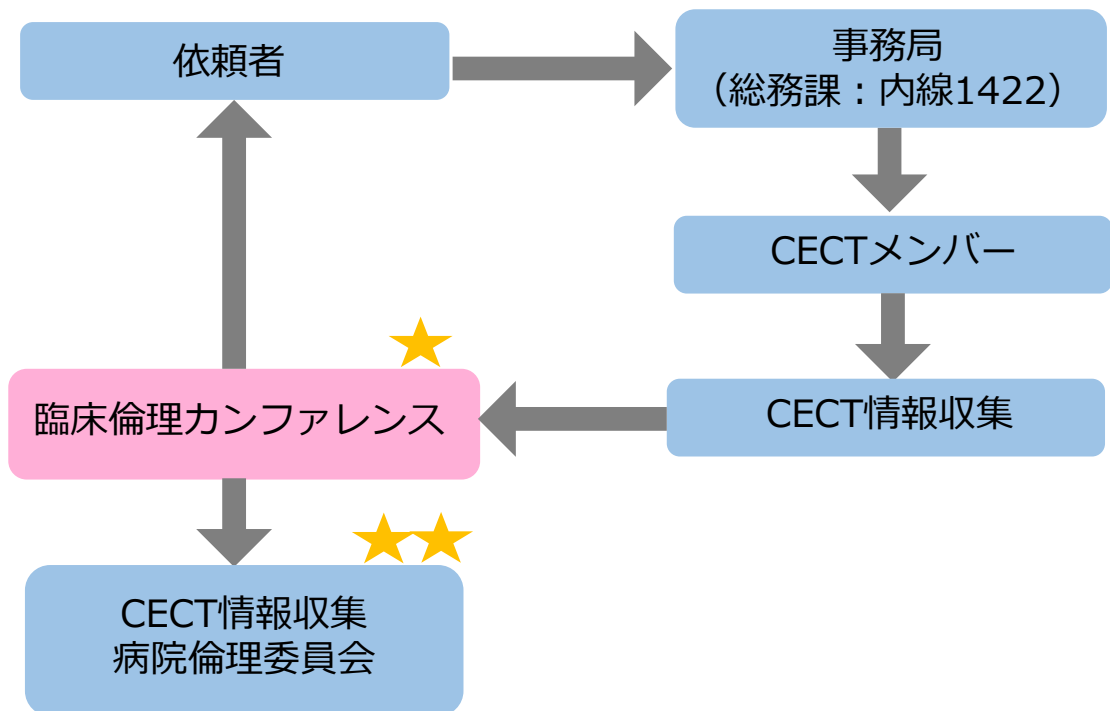 依頼者
事務局
（総務課：内線1422）
CECTメンバー
CECT情報収集
臨床倫理カンファレンス
CECT情報収集
病院倫理委員会